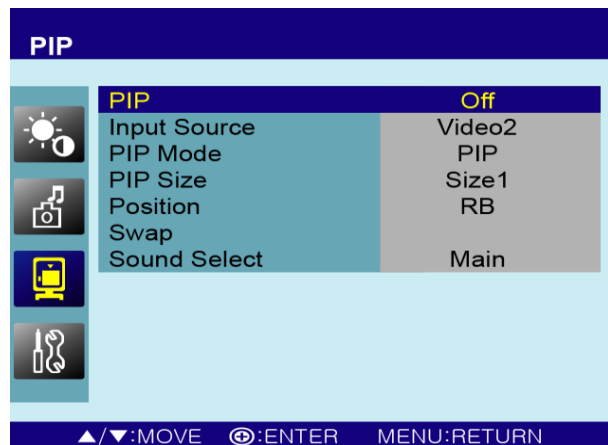 PIP
PIP Off
Input Source Video2
PIP Mode PIP
PIP Size Size1
Position RB
Swap
Sound Select Main
▲/▼:MOVE ⊕:ENTER MENU:RETURN